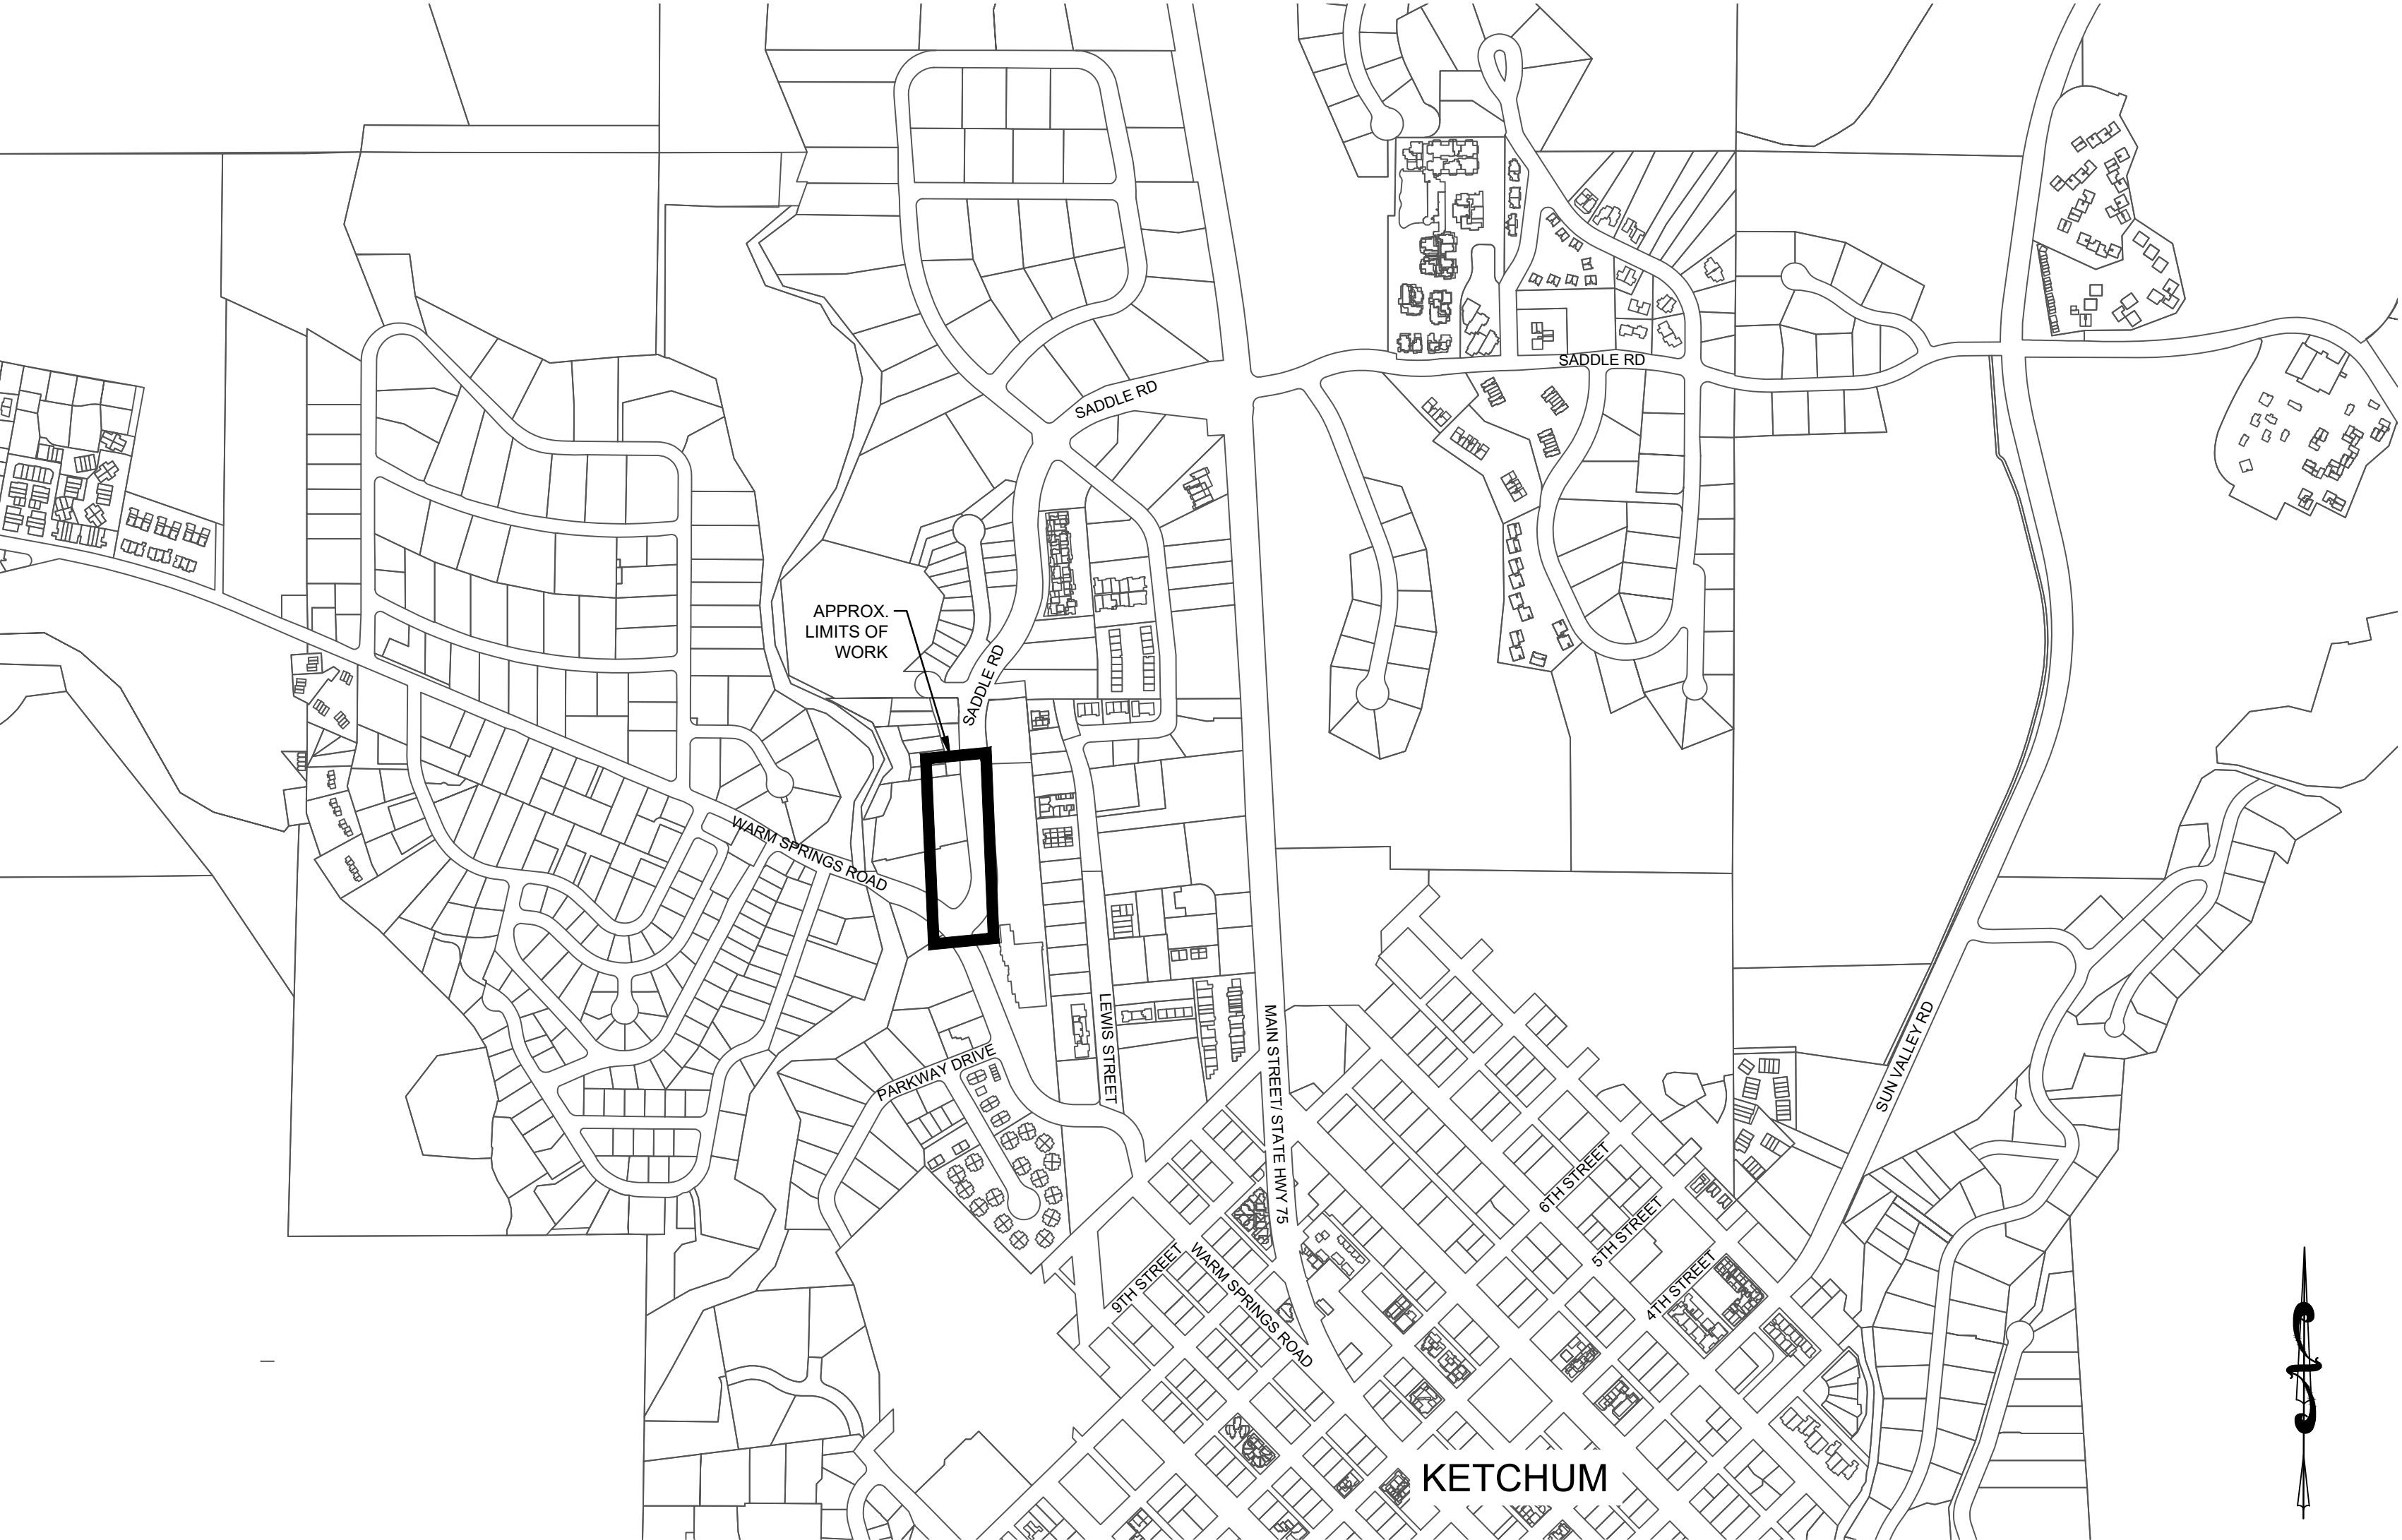 SADDLE RD
SADDLE RD
APPROX.
LIMITS OF
WORK
SADDLE RD
WARM SPRINGS ROAD
LEWIS STREET
MAIN STREET/ STATE HWY 75
SUN VALLEY RD
PARKWAY DRIVE
6TH STREET
5TH STREET
4TH STREET
9TH STREET
WARM SPRINGS ROAD
KETCHUM